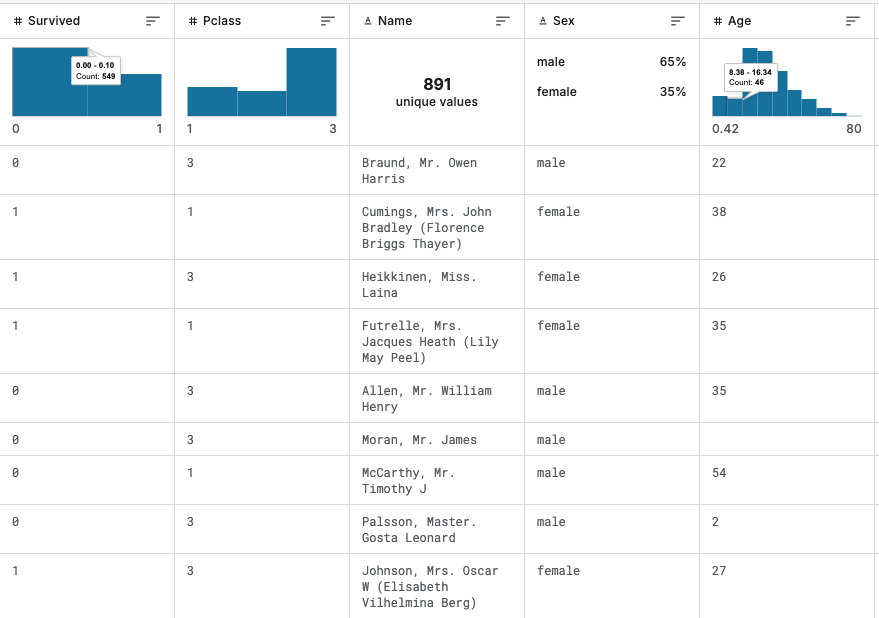 # Survived
# Pclass
A Name
A Sex
# Age
0.00 - 0.10
Count: 549
0 1
1 3
891
unique values
male 65%
female 35%
8.38 - 16.34
Count: 46
0.42 80
0 3 Braund, Mr. Owen male 22
Harris
1 1 Cumings, Mrs. John female 38
Bradley (Florence
Briggs Thayer)
1 3 Heikkinen, Miss. female 26
Laina
1 1 Futrelle, Mrs. female 35
Jacques Heath (Lily
May Peel)
0 3 Allen, Mr. William male 35
Henry
0 3 Moran, Mr. James male
0 1 McCarthy, Mr. male 54
Timothy J
0 3 Palsson, Master. male 2
Gosta Leonard
1 3 Johnson, Mrs. Oscar female 27
W (Elisabeth
Vilhelmina Berg)